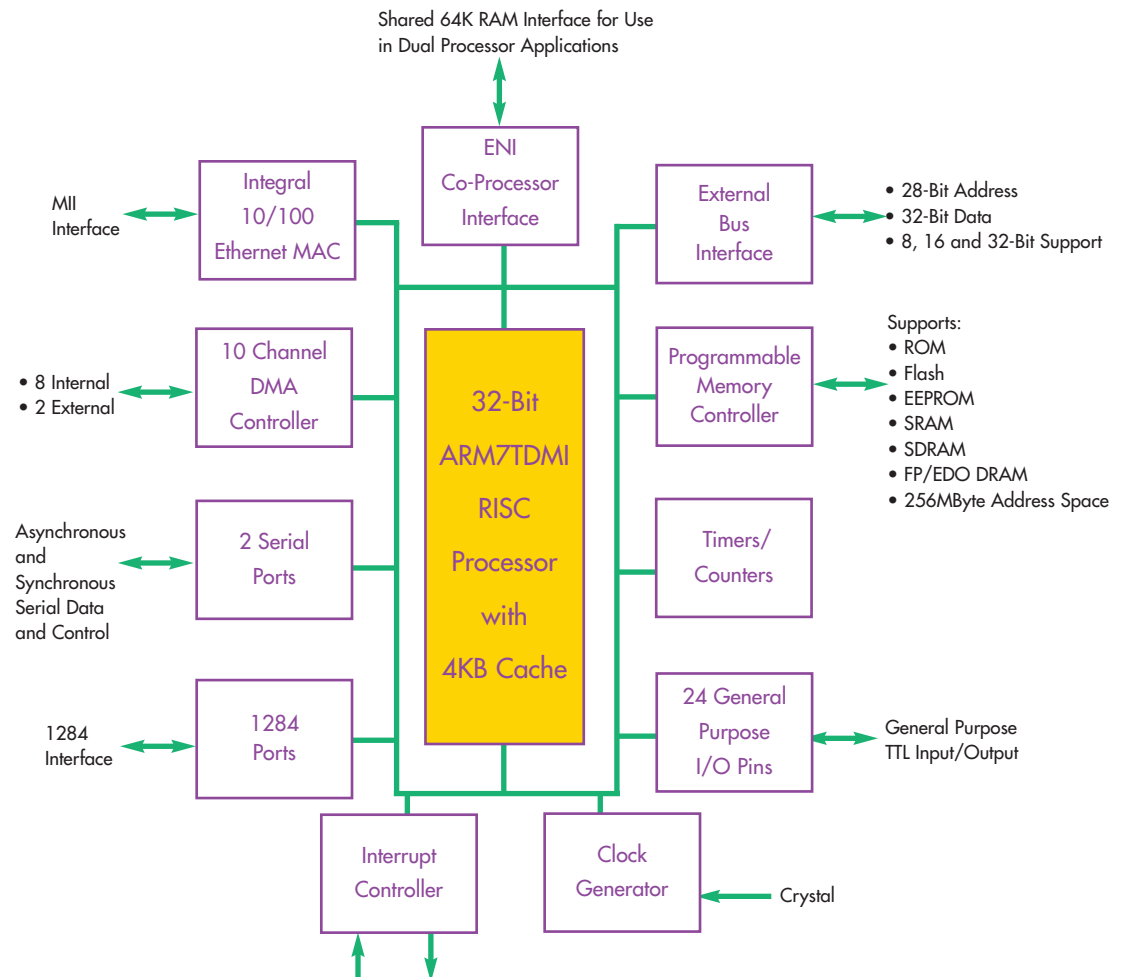 Shared 64K RAM Interface for Use
in Dual Processor Applications
ENI
Co-Processor
Interface
Integral
10/100
Ethernet MAC
MII
Interface
External
Bus
Interface
• 28-Bit Address
• 32-Bit Data
• 8, 16 and 32-Bit Support
10 Channel
DMA
Controller
• 8 Internal
• 2 External
32-Bit
ARM7TDMI
RISC
Processor
with
4KB Cache
Programmable
Memory
Controller
Supports:
• ROM
• Flash
• EEPROM
• SRAM
• SDRAM
• FP/EDO DRAM
• 256MByte Address Space
Asynchronous
and
Synchronous
Serial Data
and Control
2 Serial
Ports
Timers/
Counters
1284
Interface
1284
Ports
24 General
Purpose
I/O Pins
General Purpose
TTL Input/Output
Interrupt
Controller
Clock
Generator
Crystal